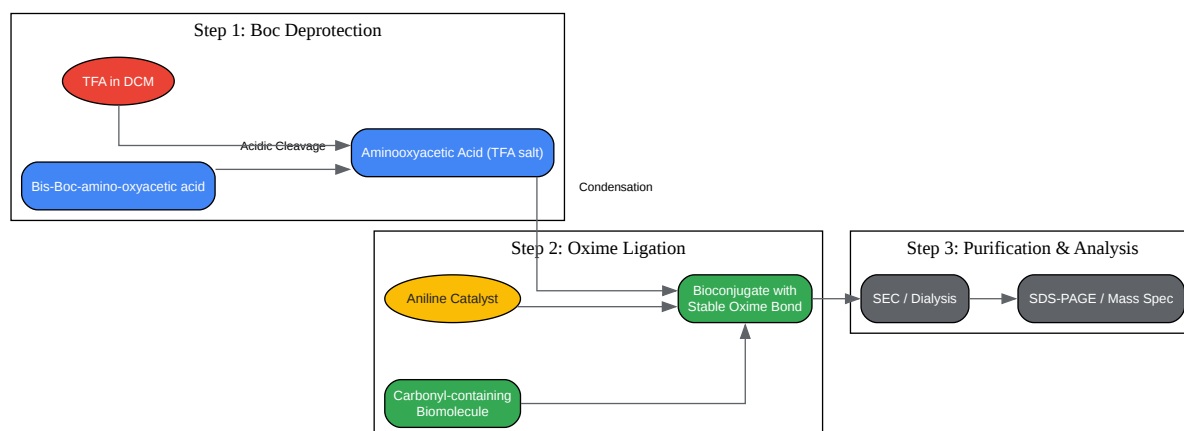 Step 1: Boc Deprotection
TFA in DCM
Acidic Cleavage
Aminooxyacetic Acid (TFA salt)
Bis-Boc-amino-oxyacetic acid
Condensation
Step 2: Oxime Ligation
Aniline Catalyst
Bioconjugate with
Stable Oxime Bond
Carbonyl-containing
Biomolecule
Step 3: Purification & Analysis
SEC / Dialysis
SDS-PAGE / Mass Spec